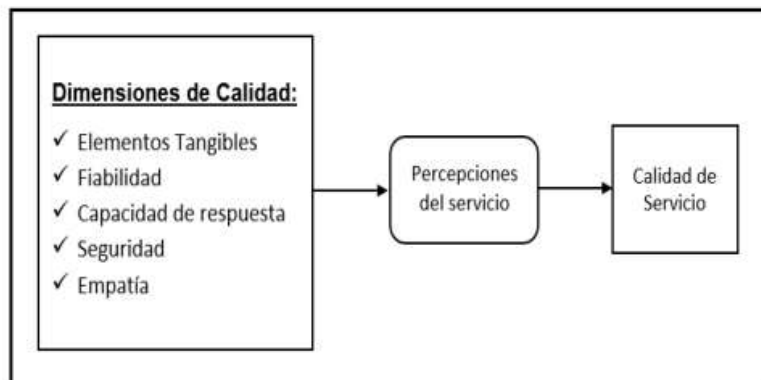 Dimensiones de Calidad:
✓ Elementos Tangibles
✓ Fiabilidad
✓ Capacidad de respuesta
✓ Seguridad
✓ Empatía
Percepciones
del servicio
Calidad de
Servicio